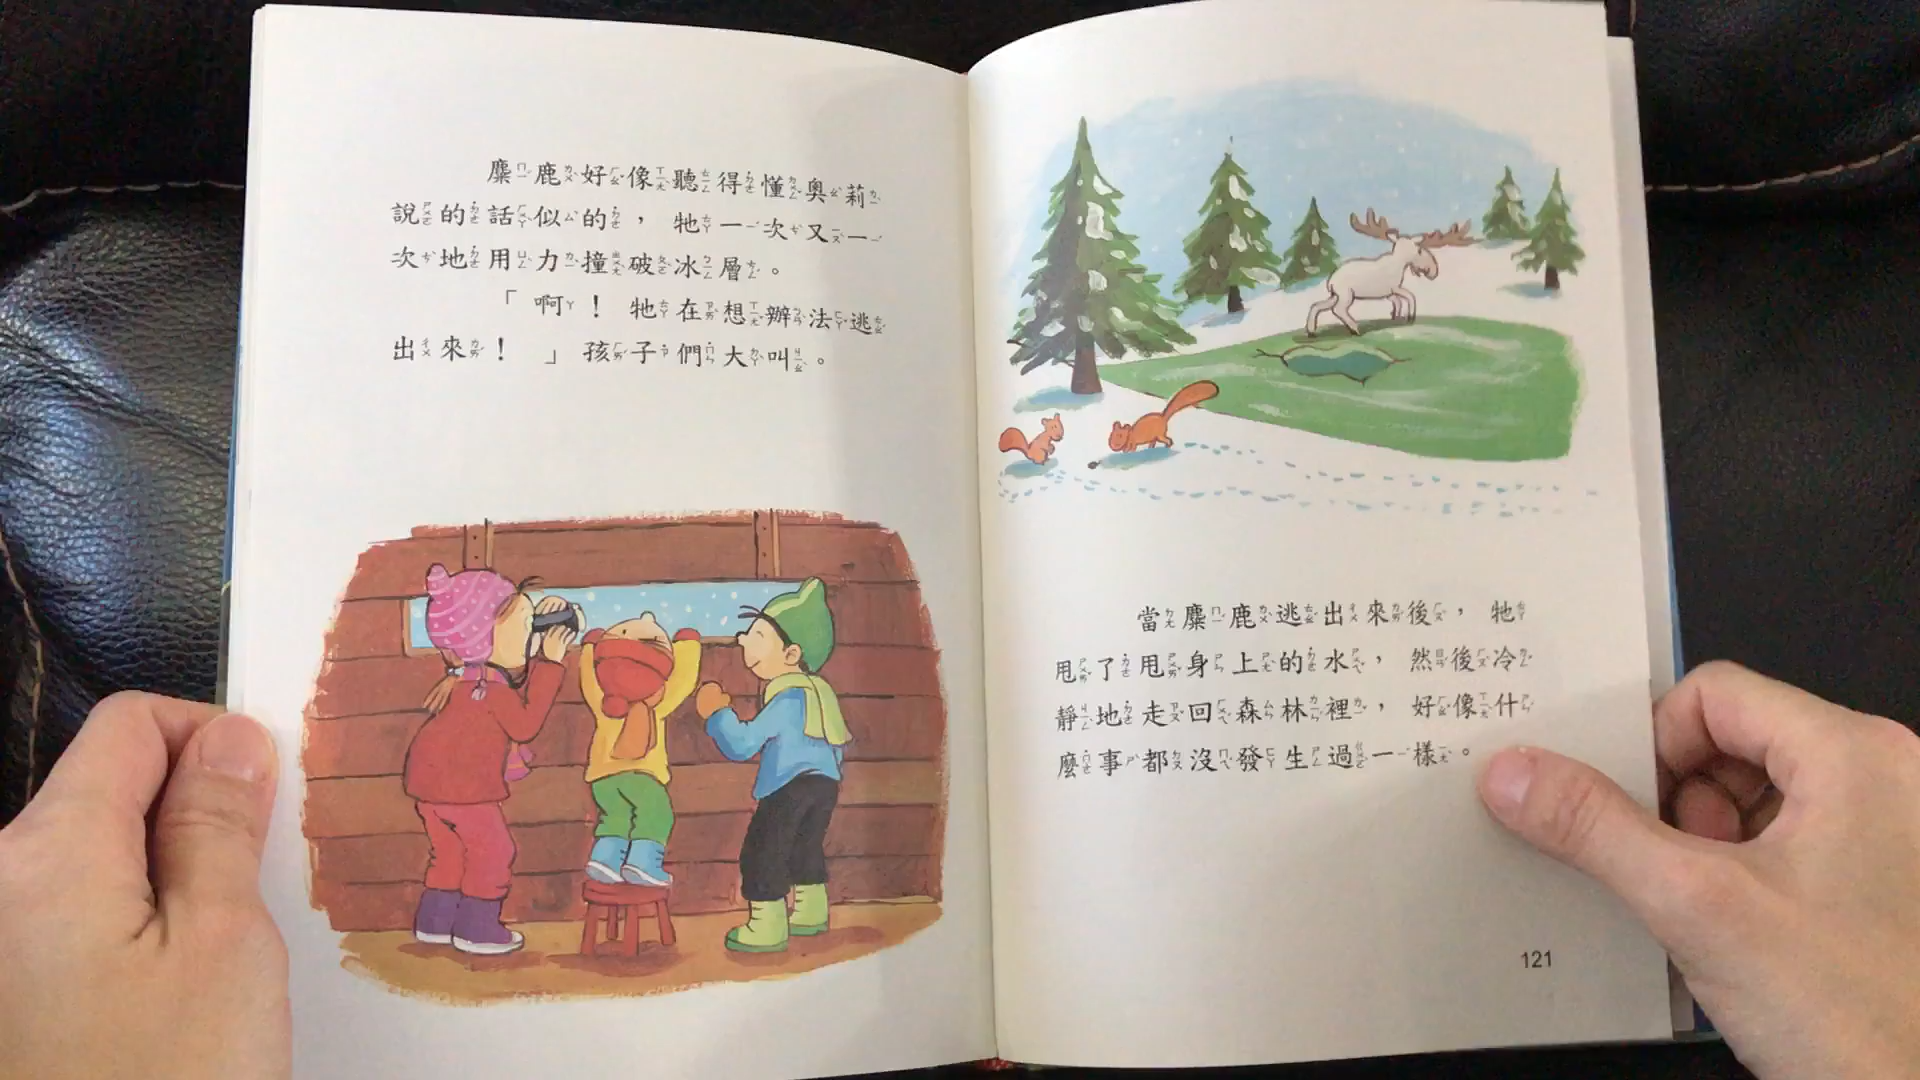 麋鹿好像聽得懂奧莉
說的話似的，牠一次又一
次地用力撞破冰層。
「啊！牠在想辦法逃
出來！」孩子們大叫。
當麋鹿逃出來後，牠
甩了甩身上的水，然後冷
靜地走回森林裡，好像什
麼事都沒發生過一樣。
121